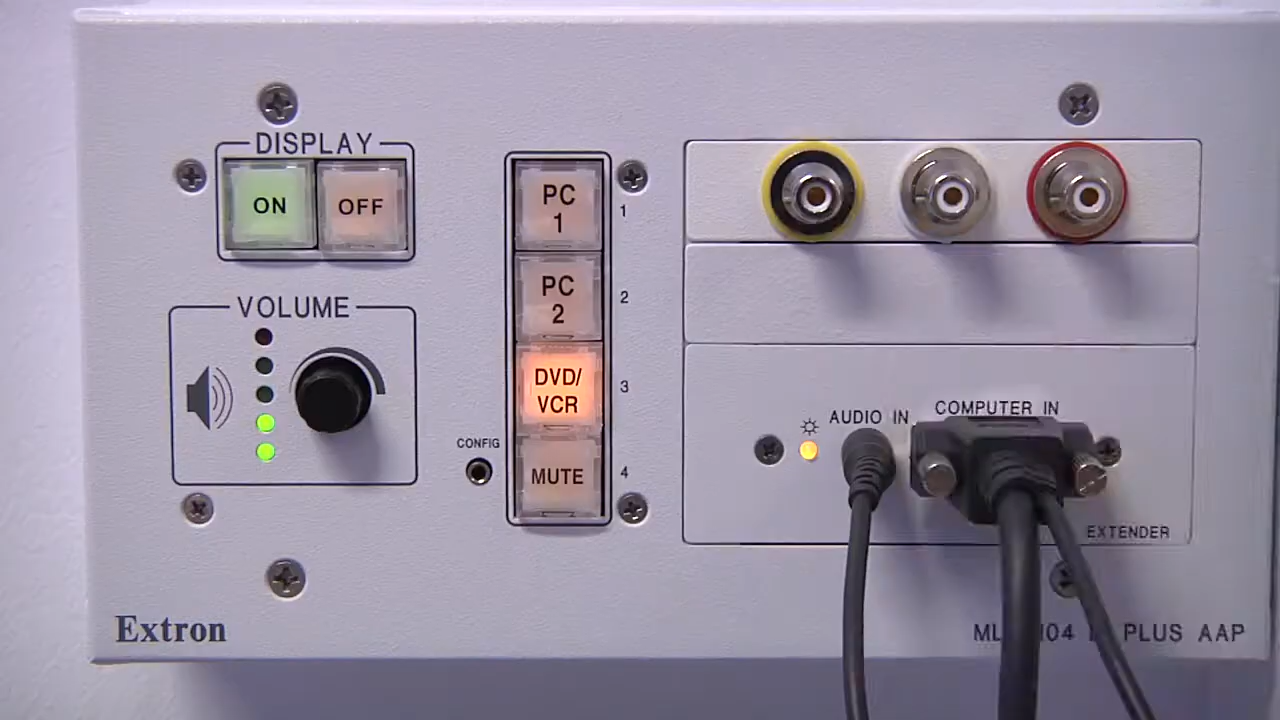 DISPLAY
ON OFF
VOLUME
PC
1
1
PC
2
2
DVD/
VCR
3
CONFIG
MUTE
4
AUDIO IN
COMPUTER IN
EXTENDER
Extron
PLUS AAP